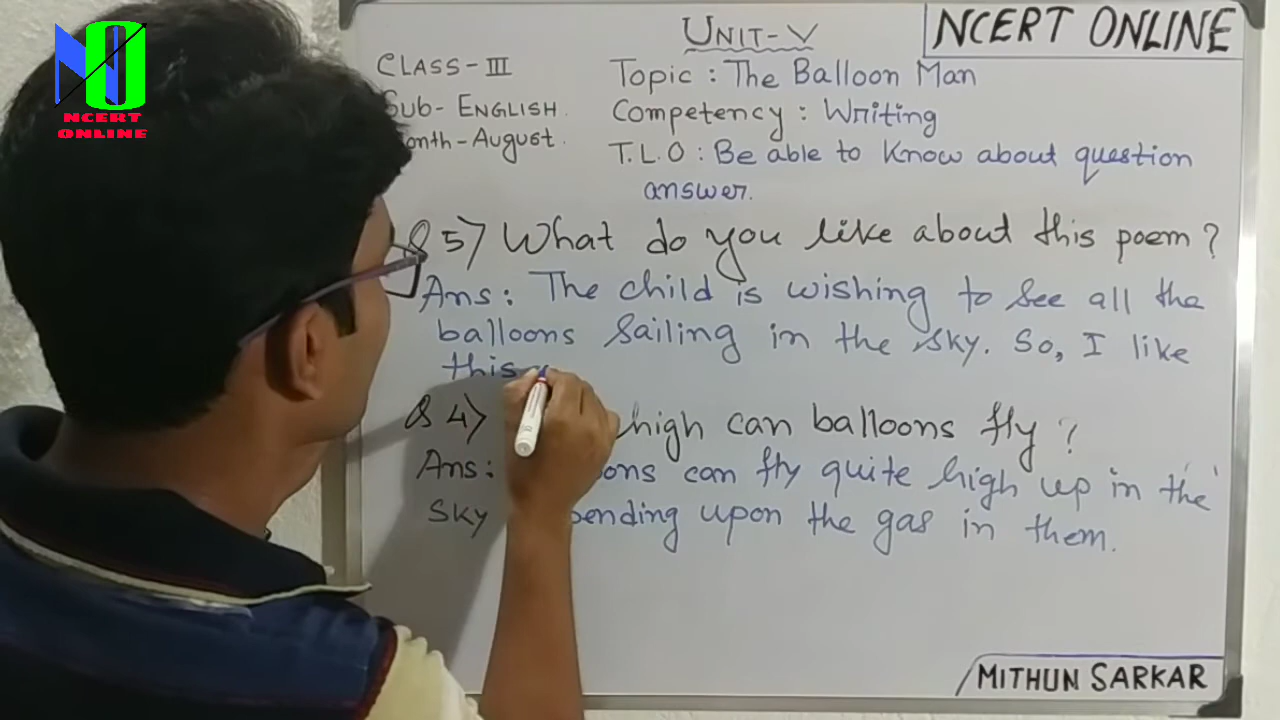 NO
NCERT
ONLINE
UNIT-V
NCERT ONLINE
CLASS-III
Sub- ENGLISH.
onth-August.
Topic : The Balloon Man
Competency : Writing
T.L.O : Be able to Know about question
answer.
Q 5) What do you like about this poem ?
Ans : The child is wishing to see all the
balloons sailing in the sky. So, I like
this
Q 4) high can balloons fly ?
Ans : ons can fly quite high up in the
sky pending upon the gas in them.
MITHUN SARKAR